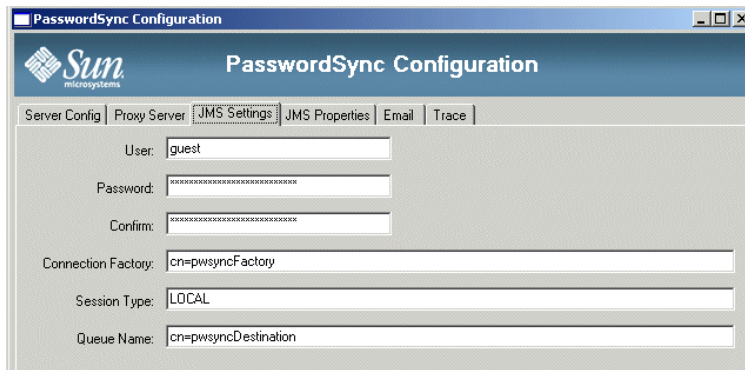 PasswordSync Configuration
Sun
microsystems
PasswordSync Configuration
Server Config Proxy Server JMS Settings JMS Properties Email Trace
User: guest
Password: ***************************
Confirm: ***************************
Connection Factory: cn=pwsyncFactory
Session Type: LOCAL
Queue Name: cn=pwsyncDestination